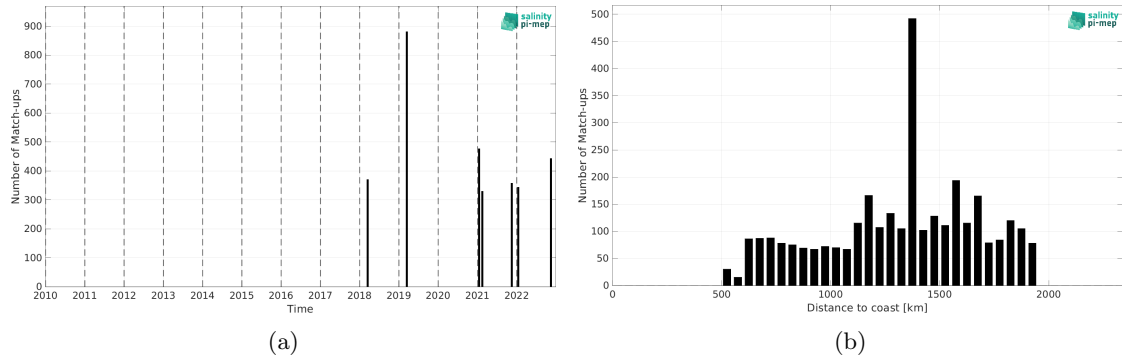 salinity
pi-mep
Number of Match-ups
900
800
700
600
500
400
300
200
100
0
2010 2011 2012 2013 2014 2015 2016 2017 2018 2019 2020 2021 2022
Time
(a)
salinity
pi-mep
Number of Match-ups
500
450
400
350
300
250
200
150
100
50
0
0 500 1000 1500 2000
Distance to coast [km]
(b)